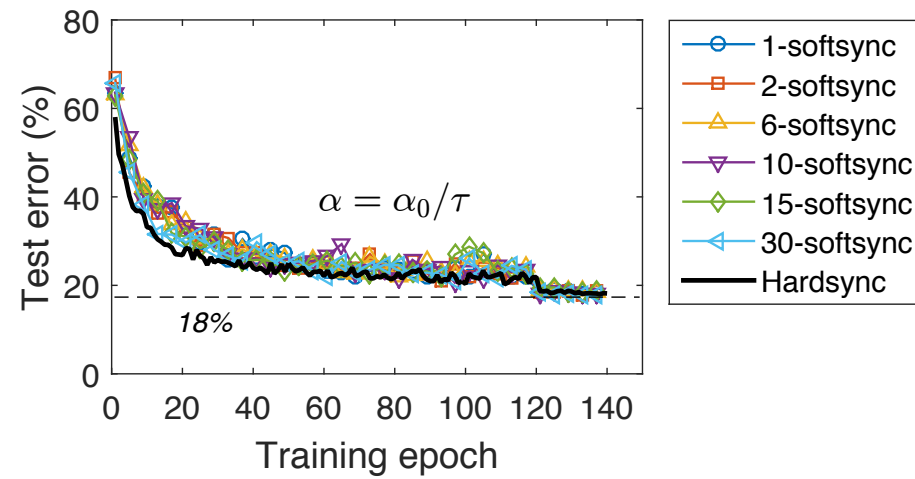 80
60
40
20
0
Test error (%)
α = α₀/τ
18%
0 20 40 60 80 100 120 140
Training epoch
1-softsync
2-softsync
6-softsync
10-softsync
15-softsync
30-softsync
Hardsync